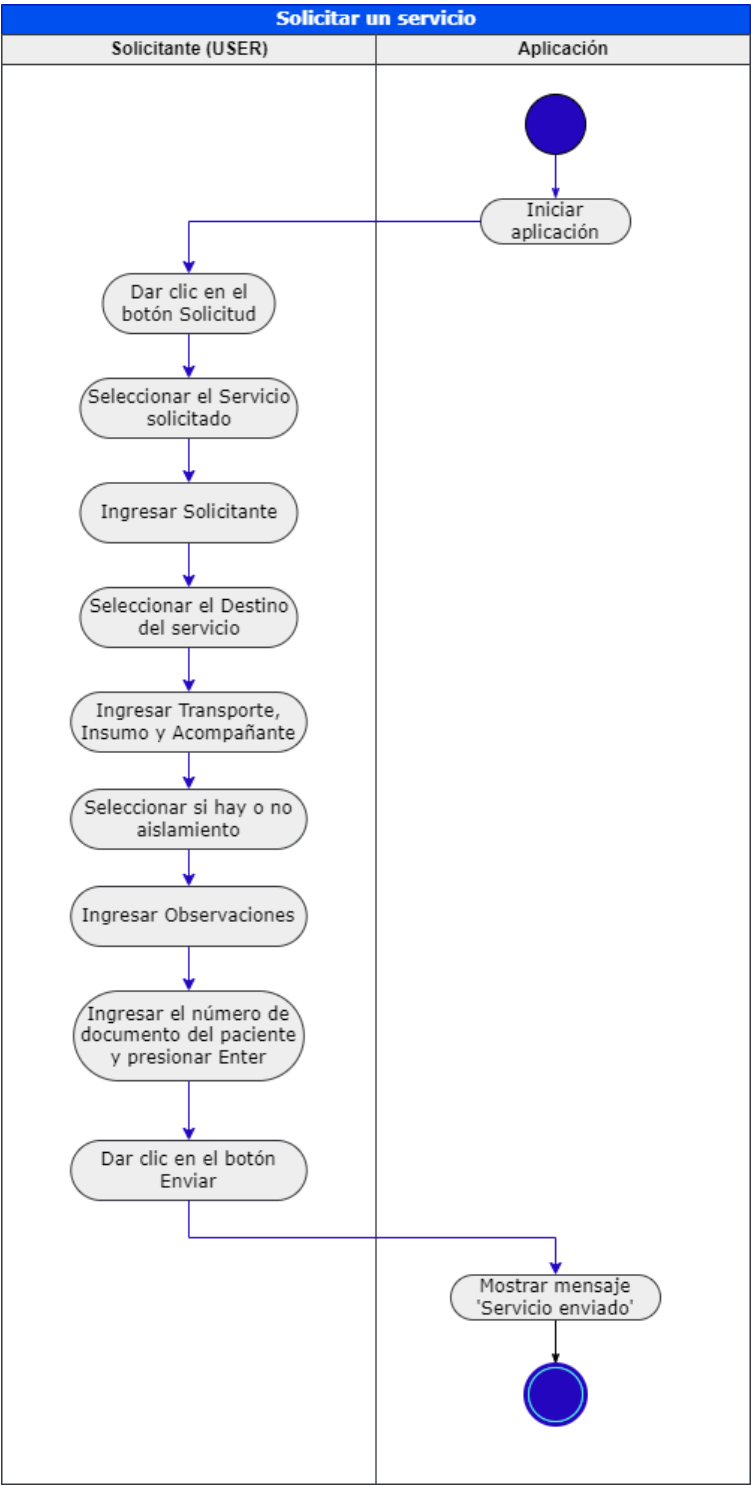 Solicitar un servicio
Solicitante (USER)
Aplicación
Iniciar
aplicación
Dar clic en el
botón Solicitud
Seleccionar el Servicio
solicitado
Ingresar Solicitante
Seleccionar el Destino
del servicio
Ingresar Transporte,
Insumo y Acompañante
Seleccionar si hay o no
aislamiento
Ingresar Observaciones
Ingresar el número de
documento del paciente
y presionar Enter
Dar clic en el botón
Enviar
Mostrar mensaje
'Servicio enviado'